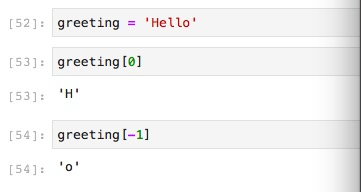 [52]: greeting = 'Hello'
[53]: greeting[0]
[53]: 'H'
[54]: greeting[-1]
[54]: 'o'